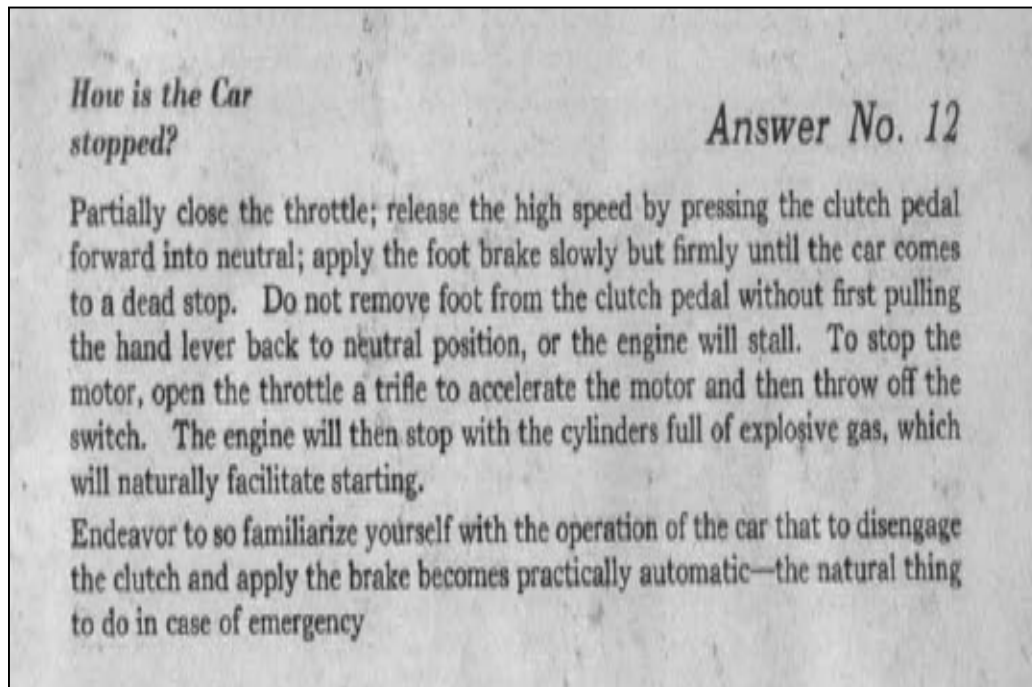 How is the Car
stopped?
Answer No. 12
Partially close the throttle; release the high speed by pressing the clutch pedal
forward into neutral; apply the foot brake slowly but firmly until the car comes
to a dead stop. Do not remove foot from the clutch pedal without first pulling
the hand lever back to neutral position, or the engine will stall. To stop the
motor, open the throttle a trifle to accelerate the motor and then throw off the
switch. The engine will then stop with the cylinders full of explosive gas, which
will naturally facilitate starting.
Endeavor to so familiarize yourself with the operation of the car that to disengage
the clutch and apply the brake becomes practically automatic—the natural thing
to do in case of emergency